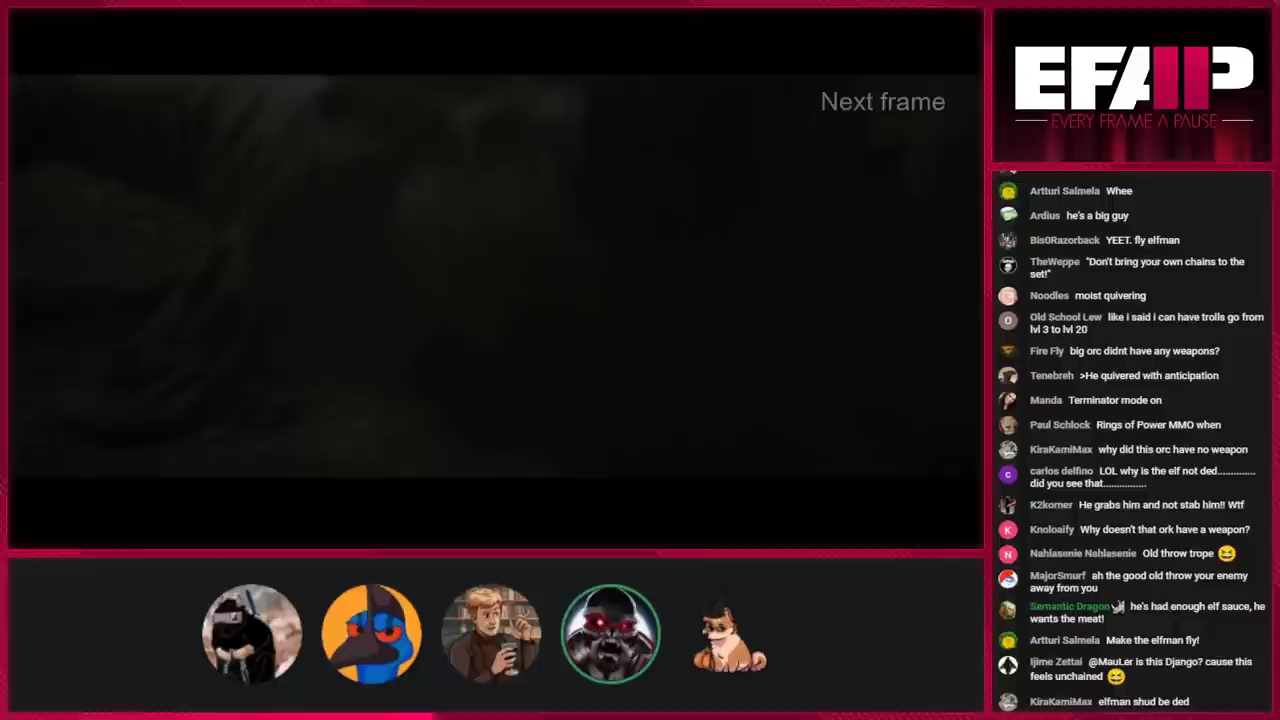 Next frame
EFAP
EVERY FRAME A PAUSE
Artturi Salmela Whee
Ardius he's a big guy
Bis0Razorback YEET. fly elfman
TheWeppe "Don't bring your own chains to the
set!"
Noodles moist quivering
Old School Lew like i said i can have trolls go from
lvl 3 to lvl 20
Fire Fly big orc didnt have any weapons?
Tenebreh >He quivered with anticipation
Manda Terminator mode on
Paul Schlock Rings of Power MMO when
KiraKamiMax why did this orc have no weapon
carlos delfino LOL why is the elf not ded..............
did you see that................
K2korner He grabs him and not stab him!! Wtf
Knoloaify Why doesn't that ork have a weapon?
Nahlasenie Nahlasenie Old throw trope 😆
MajorSmurf ah the good old throw your enemy
away from you
Semantic Dragon he's had enough elf sauce, he
wants the meat!
Artturi Salmela Make the elfman fly!
Ijime Zettai @MauLer is this Django? cause this
feels unchained 😆
KiraKamiMax elfman shud be ded